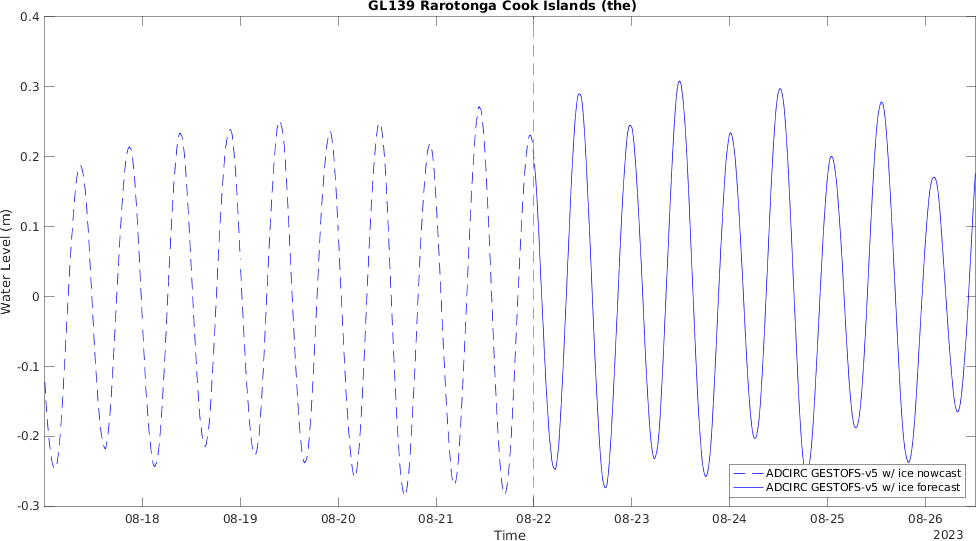 GL139 Rarotonga Cook Islands (the)
0.4
0.3
0.2
0.1
0
-0.1
-0.2
-0.3
Water Level (m)
ADCIRC GESTOFS-v5 w/ ice nowcast
ADCIRC GESTOFS-v5 w/ ice forecast
08-18 08-19 08-20 08-21 08-22 08-23 08-24 08-25 08-26
Time
2023